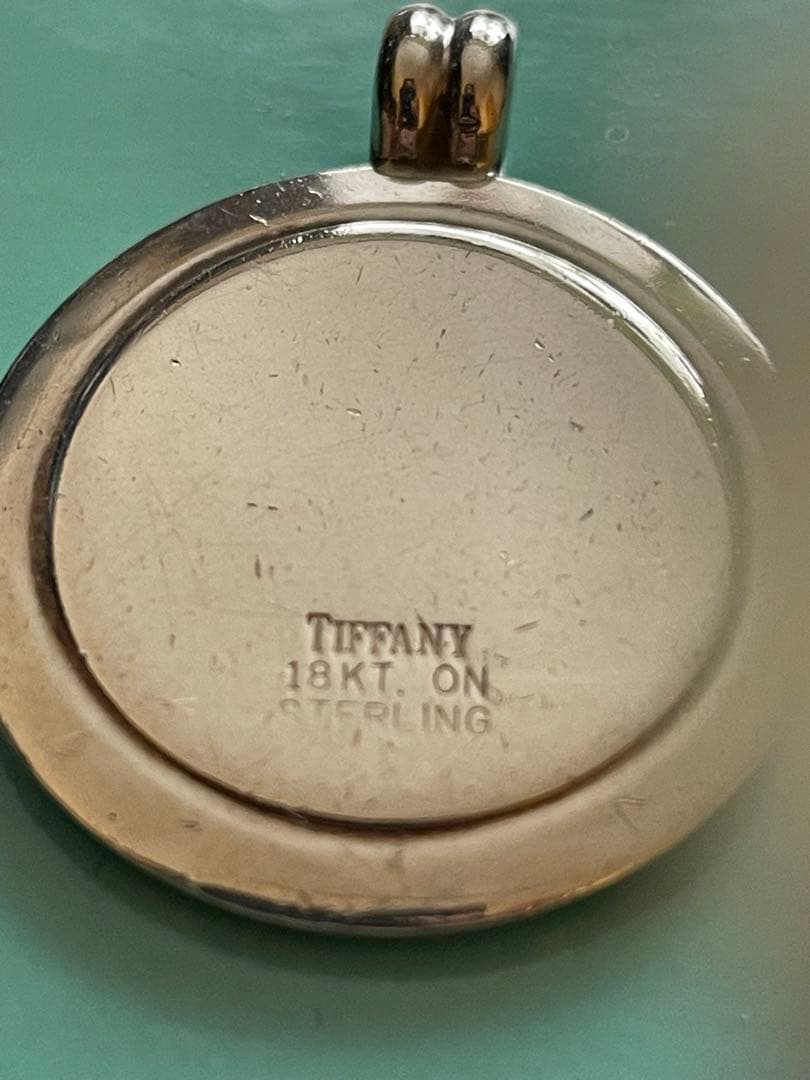 TIFFANY
18KT. ON
STERLING